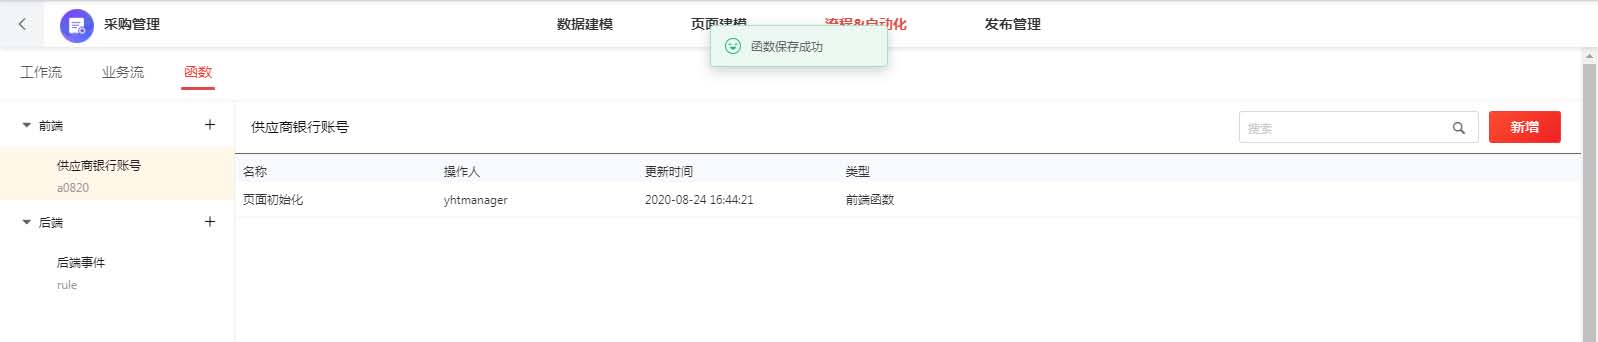 采购管理
数据建模
页面建模
流程&自动化
发布管理
函数保存成功
工作流
业务流
函数
前端
供应商银行账号
a0820
后端
后端事件
rule
供应商银行账号
搜索
新增
名称 操作人 更新时间 类型
页面初始化 yhtmanager 2020-08-24 16:44:21 前端函数